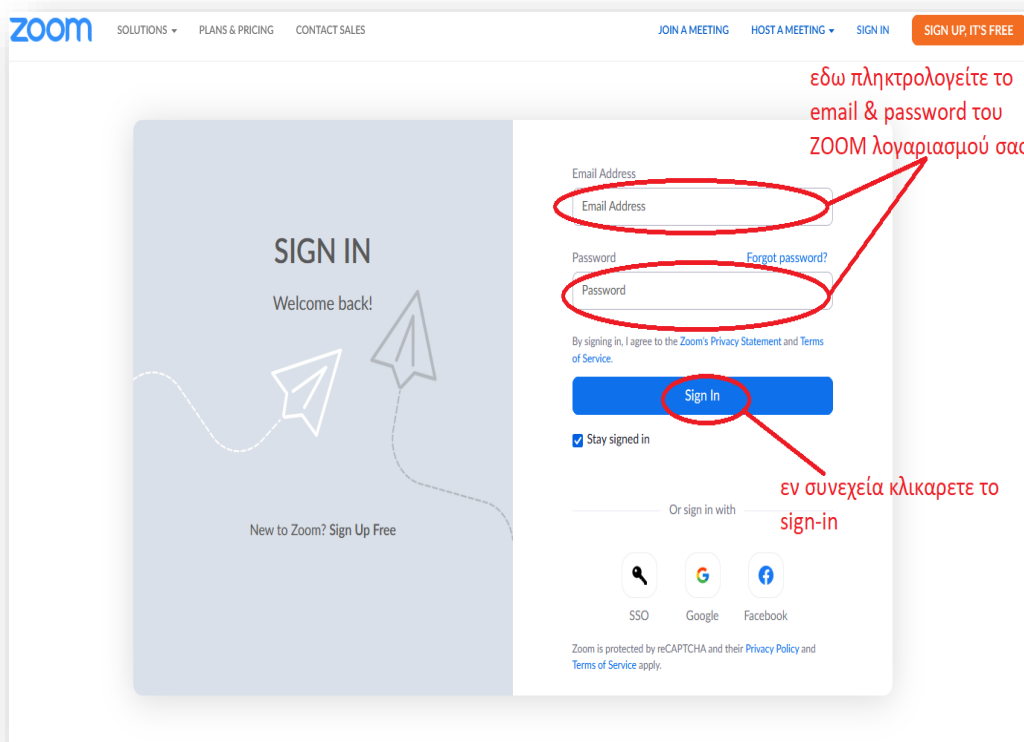 zoom SOLUTIONS PLANS & PRICING CONTACT SALES JOIN A MEETING HOST A MEETING SIGN IN SIGN UP, IT'S FREE
εδω πληκτρολογείτε το
email & password του
ZOOM λογαριασμού σας
SIGN IN
Welcome back!
New to Zoom? Sign Up Free
Email Address
Email Address
Password Forgot password?
Password
By signing in, I agree to the Zoom's Privacy Statement and Terms
of Service.
Sign In
Stay signed in
εν συνεχεία κλικαρετε το
sign-in
Or sign in with
SSO Google Facebook
Zoom is protected by reCAPTCHA and their Privacy Policy and
Terms of Service apply.